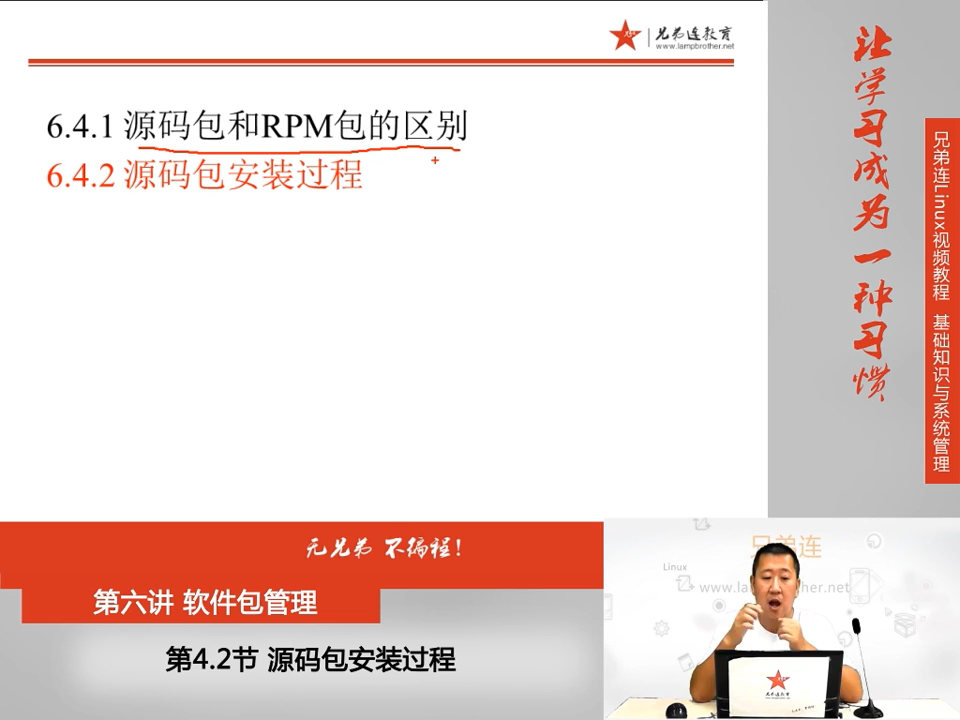 兄弟连教育
www.lampbrother.net
6.4.1 源码包和RPM包的区别
6.4.2 源码包安装过程
让学习成为一种习惯
兄弟连Linux视频教程 基础知识与系统管理
无兄弟 不编程!
第六讲 软件包管理
第4.2节 源码包安装过程
兄弟连
Linux